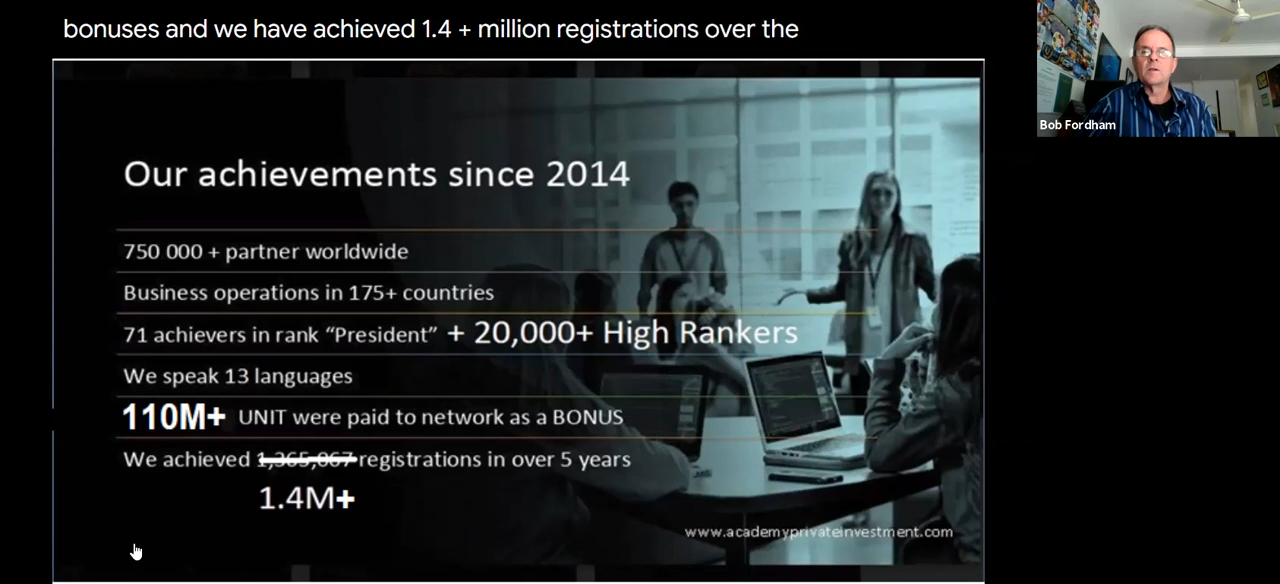 bonuses and we have achieved 1.4 + million registrations over the
Bob Fordham
Our achievements since 2014
750 000 + partner worldwide
Business operations in 175+ countries
71 achievers in rank “President” + 20,000+ High Rankers
We speak 13 languages
110M+ UNIT were paid to network as a BONUS
We achieved 1,365,067 registrations in over 5 years
1.4M+
www.academyprivateinvestment.com